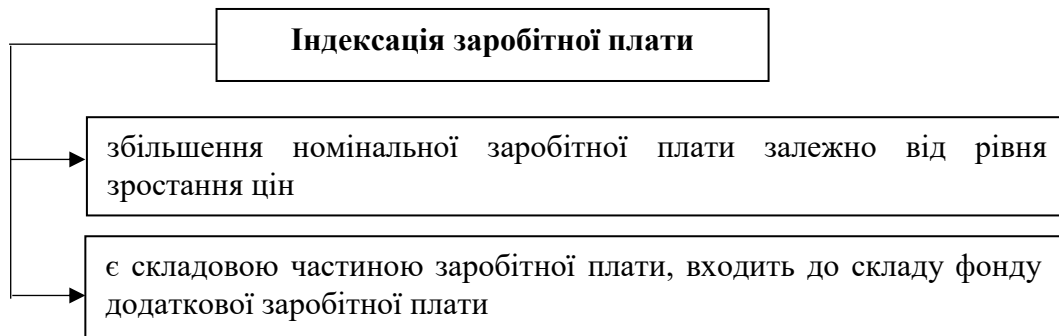 Індексація заробітної плати
збільшення номінальної заробітної плати залежно від рівня
зростання цін
є складовою частиною заробітної плати, входить до складу фонду
додаткової заробітної плати